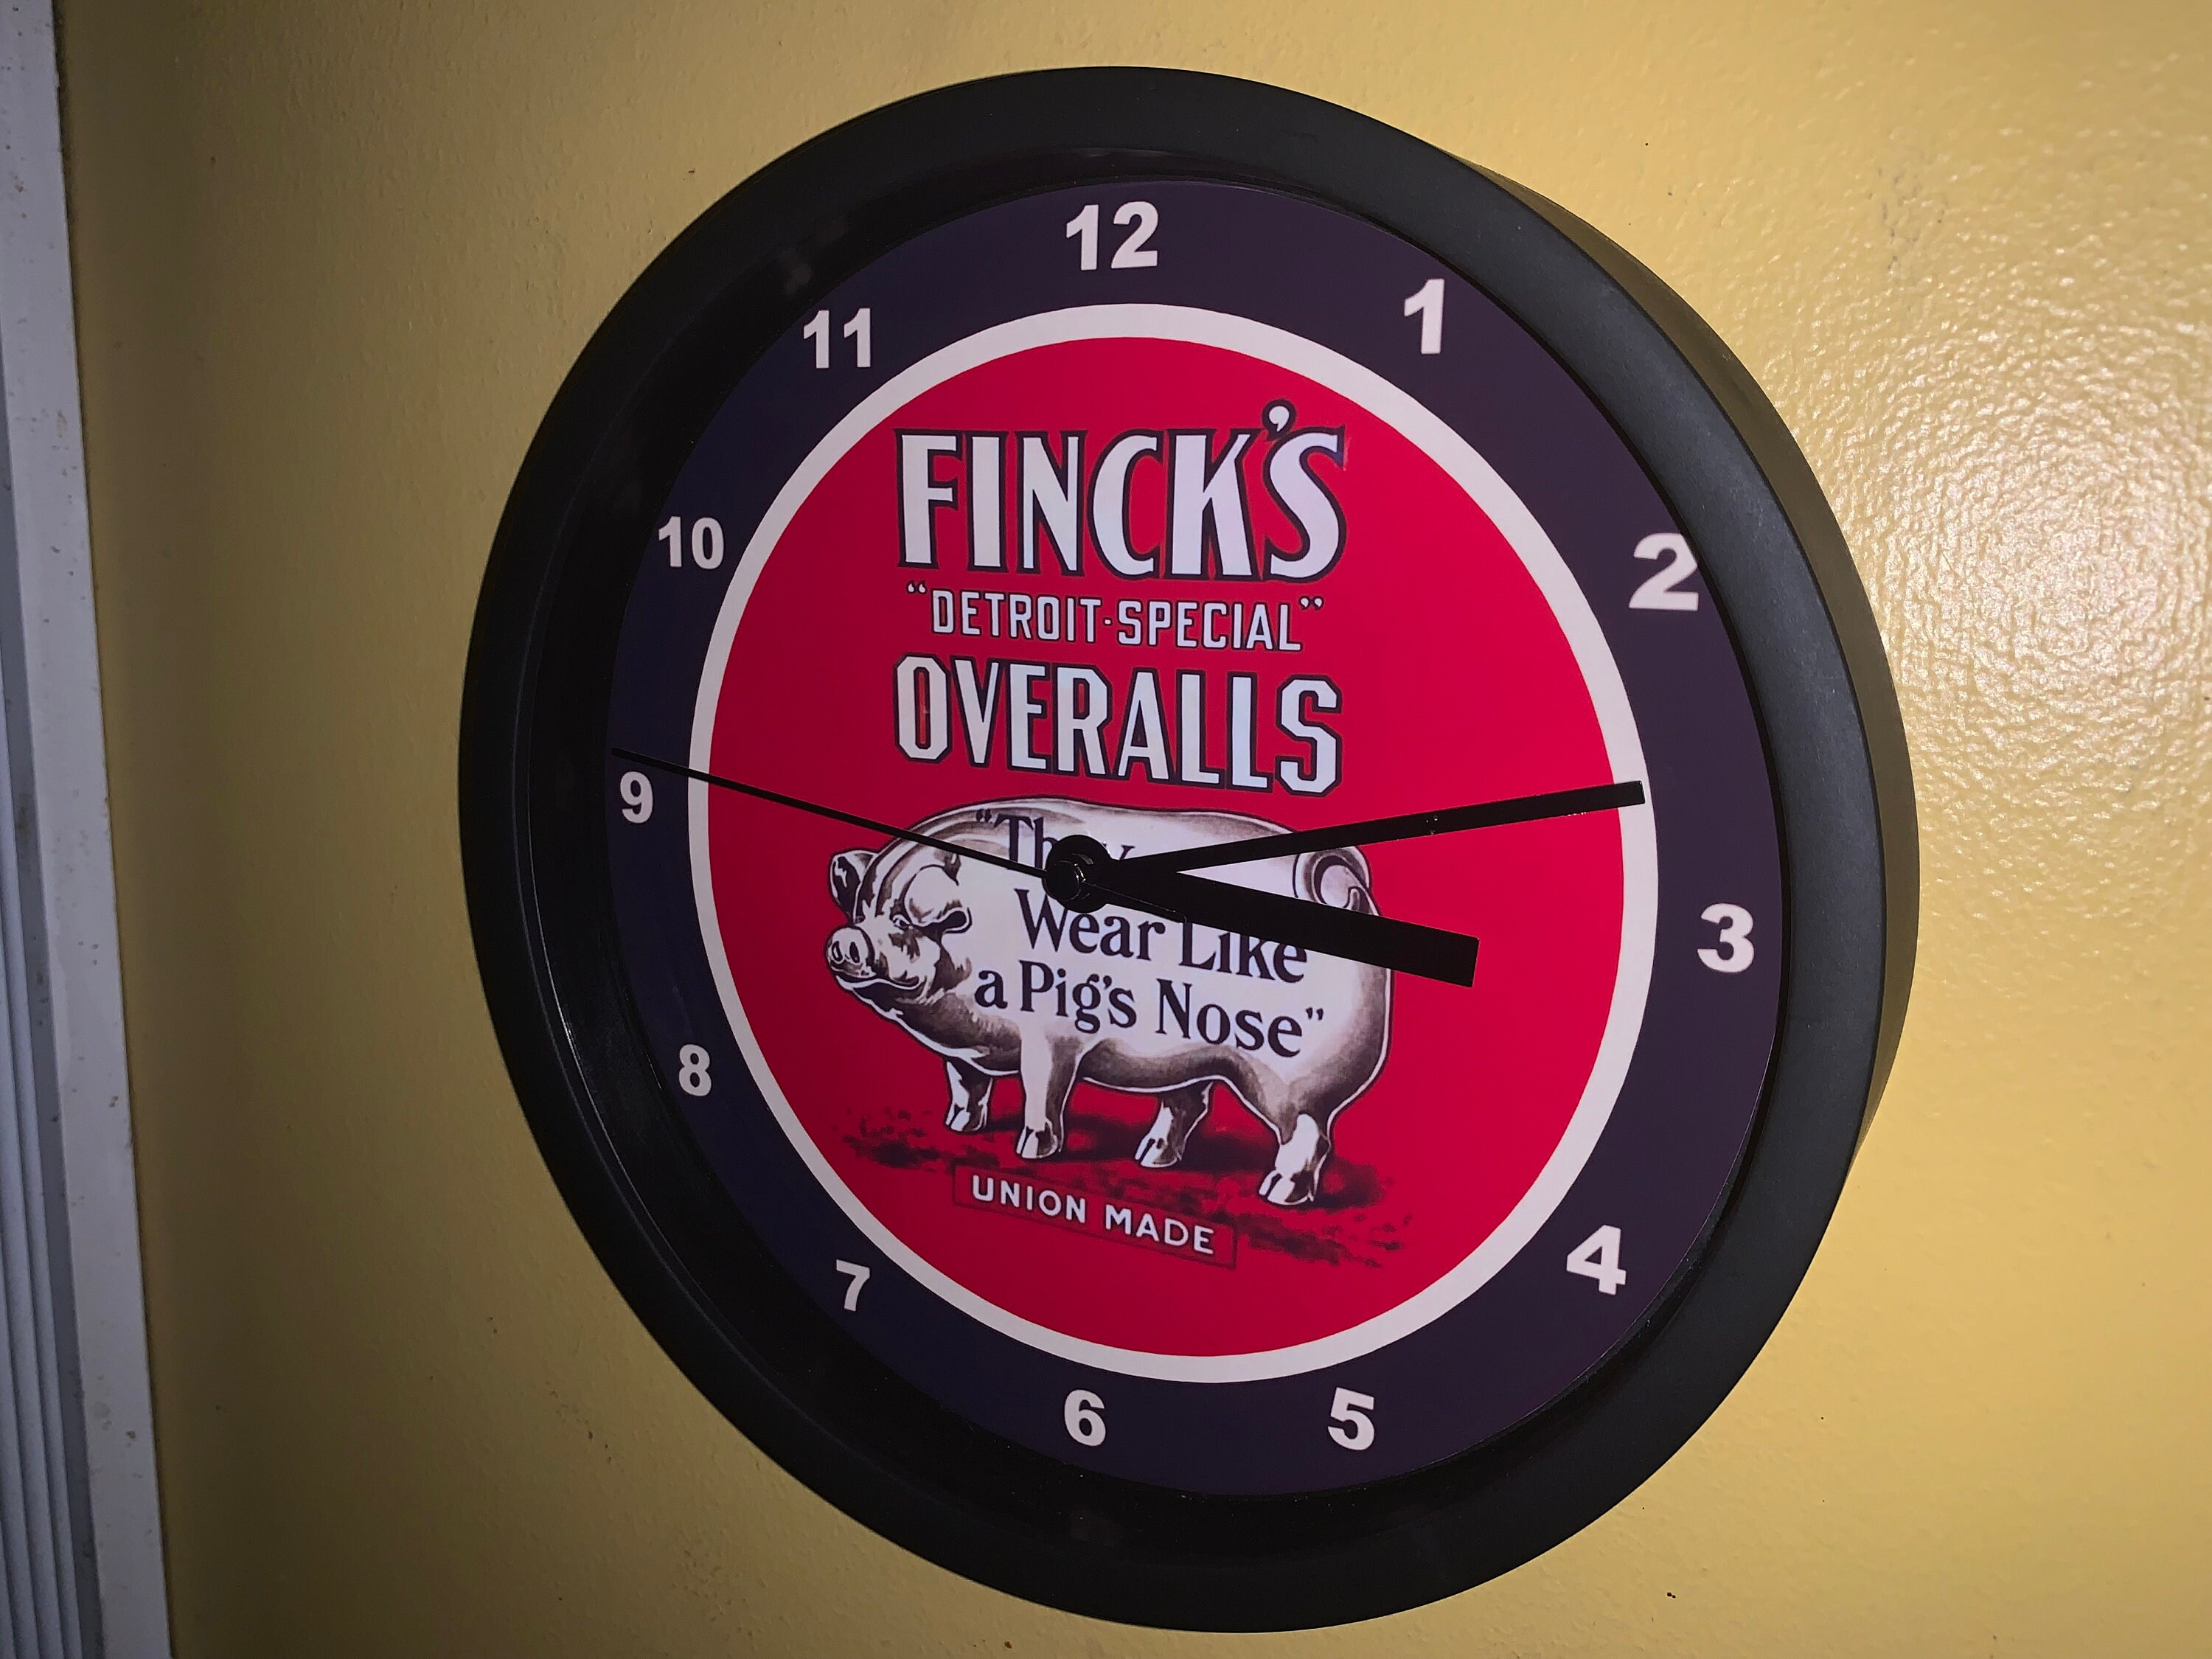 12
11
1
10
2
9
3
8
4
7
5
6
FINCK'S
"DETROIT-SPECIAL"
OVERALLS
"They
Wear Like
a Pig's Nose"
UNION MADE